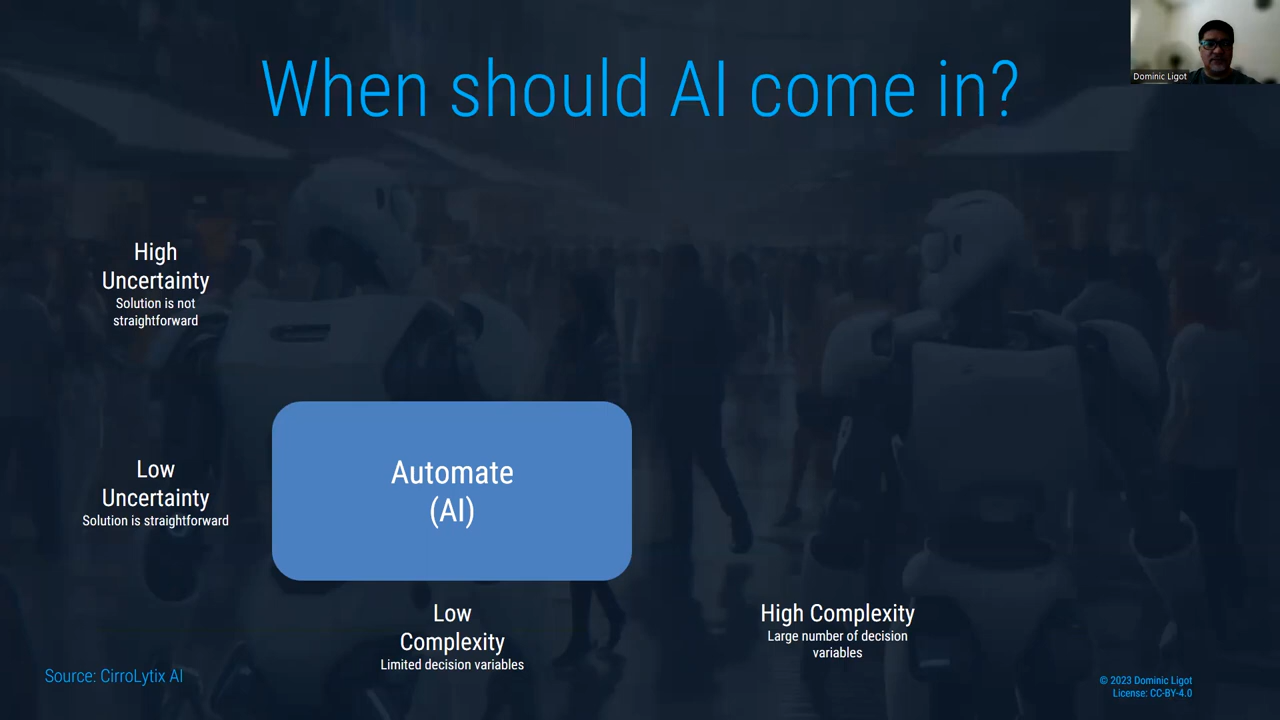 When should AI come in?
Dominic Ligot
High
Uncertainty
Solution is not
straightforward
Low
Uncertainty
Solution is straightforward
Automate
(AI)
Low
Complexity
Limited decision variables
High Complexity
Large number of decision
variables
Source: CirroLytix AI
© 2023 Dominic Ligot
License: CC-BY-4.0